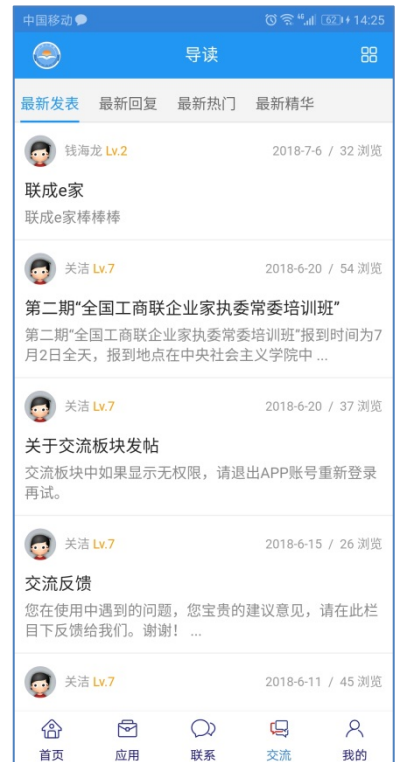 中国移动 4G 62 14:25
导读
最新发表 最新回复 最新热门 最新精华
钱海龙 Lv.2 2018-7-6 / 32 浏览
联成e家
联成e家棒棒棒
关洁 Lv.7 2018-6-20 / 54 浏览
第二期“全国工商联企业家执委常委培训班”
第二期“全国工商联企业家执委常委培训班”报到时间为7
月2日全天，报到地点在中央社会主义学院中 ...
关洁 Lv.7 2018-6-20 / 37 浏览
关于交流板块发帖
交流板块中如果显示无权限，请退出APP账号重新登录
再试。
关洁 Lv.7 2018-6-15 / 26 浏览
交流反馈
您在使用中遇到的问题，您宝贵的建议意见，请在此栏
目下反馈给我们。谢谢！ ...
关洁 Lv.7 2018-6-11 / 45 浏览
首页 应用 联系 交流 我的